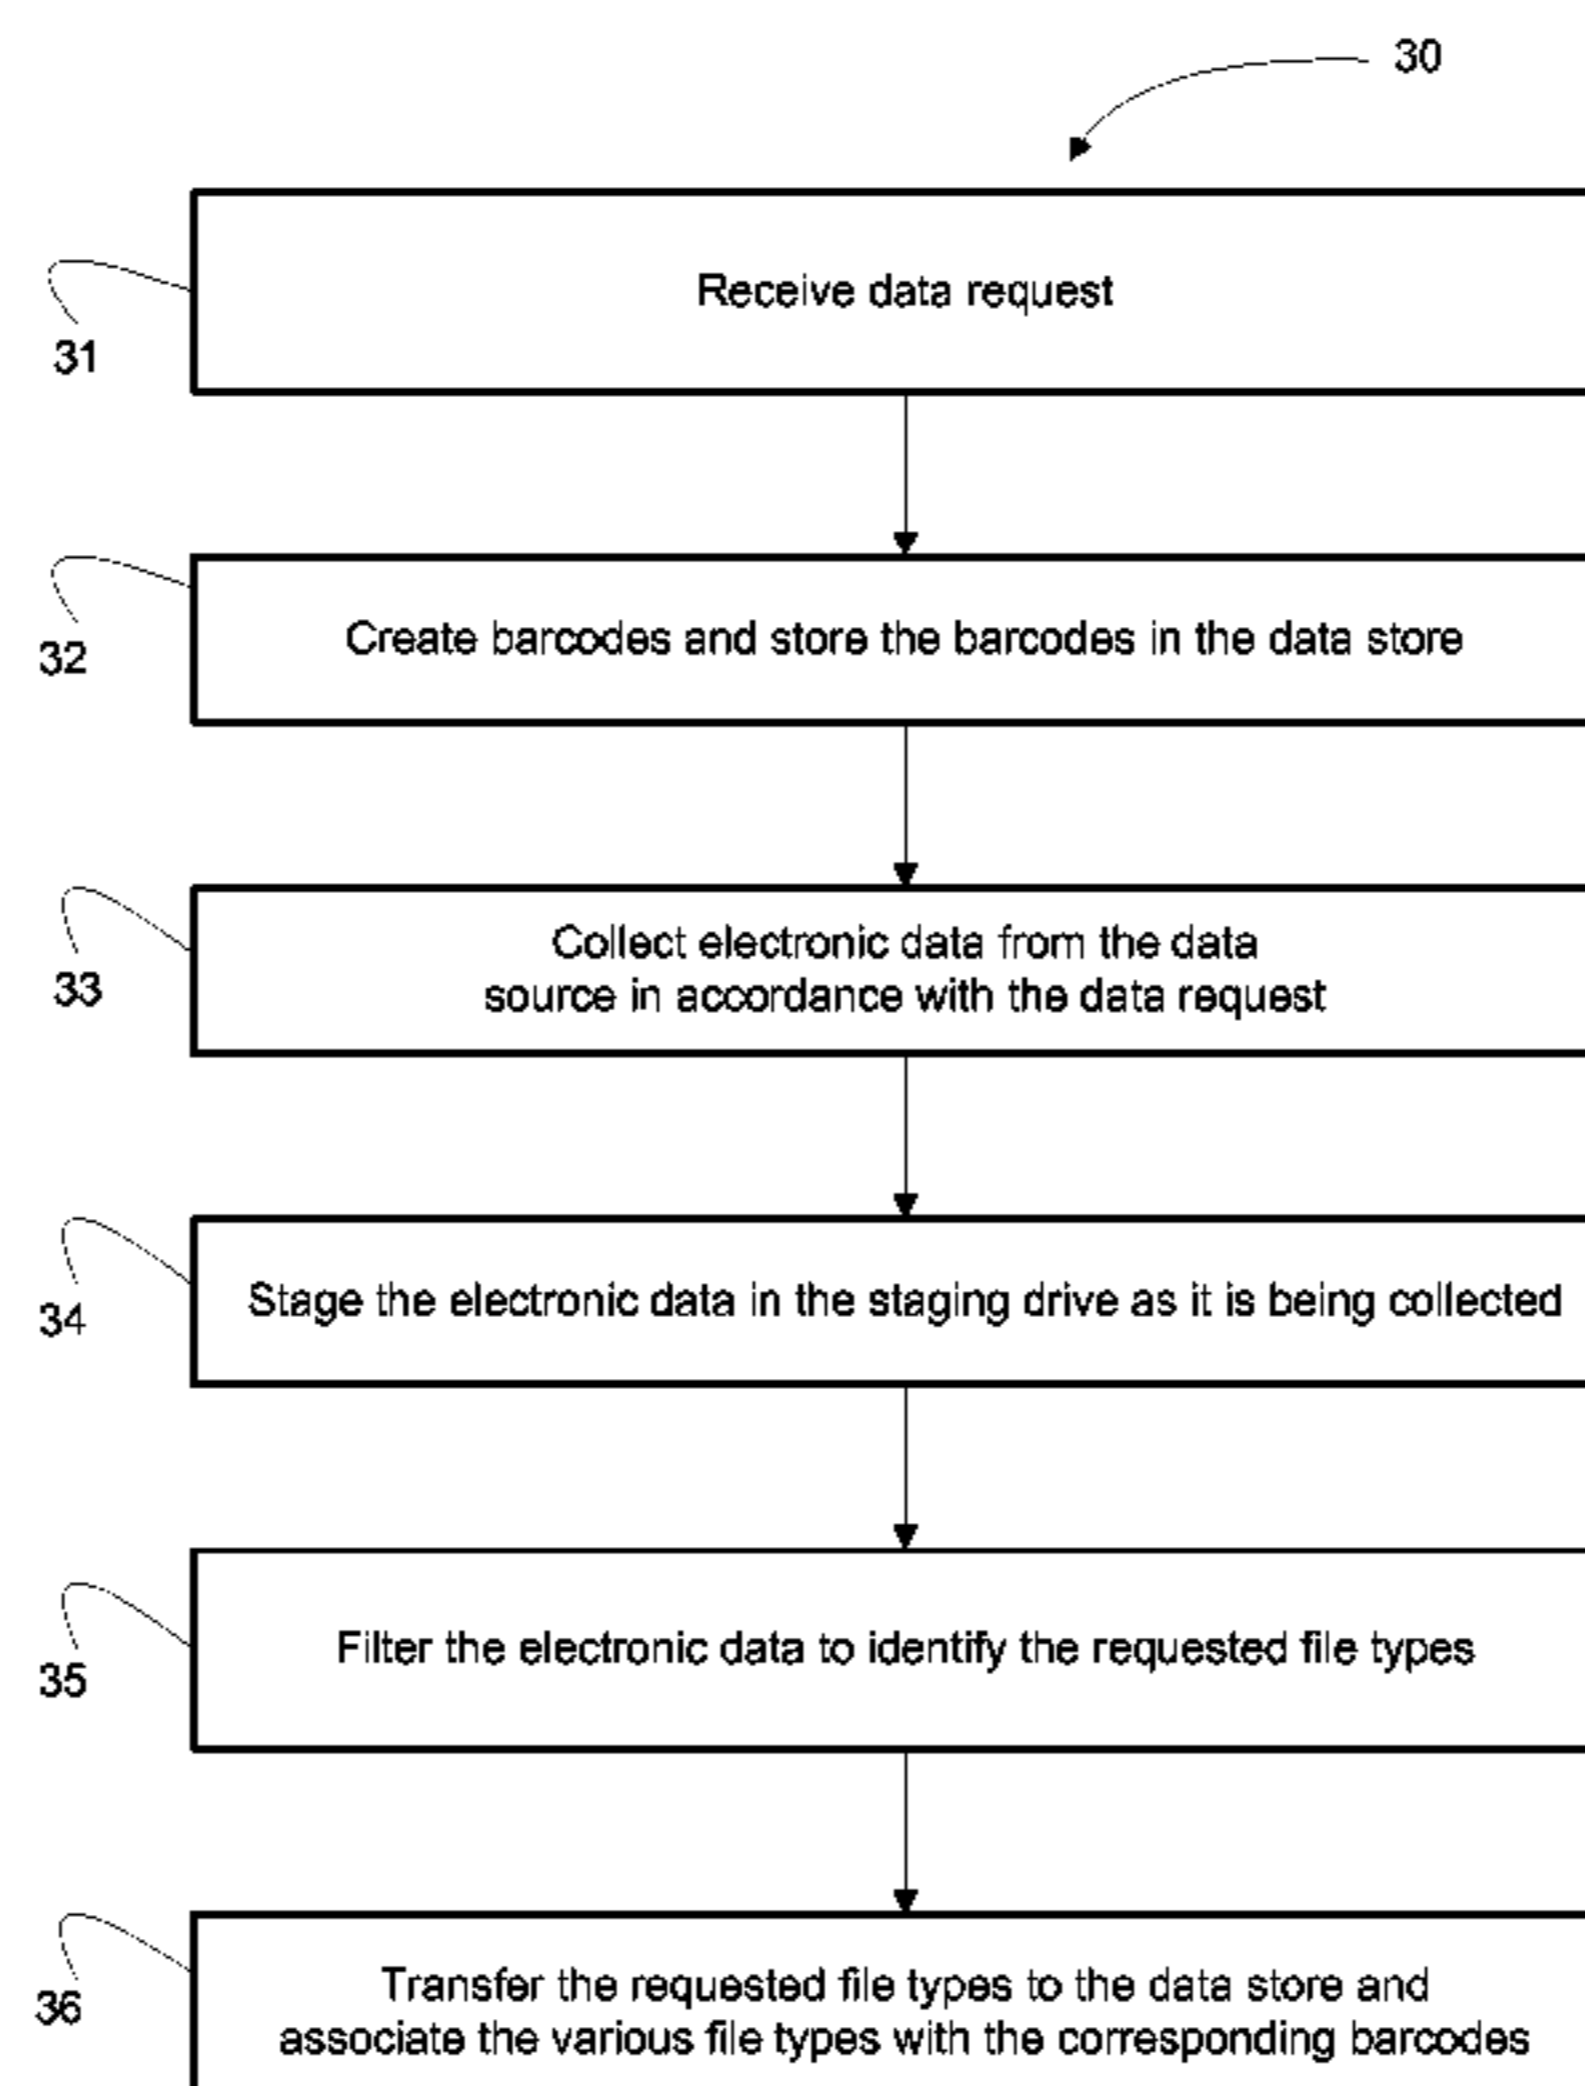 30
Receive data request
31
Create barcodes and store the barcodes in the data store
32
Collect electronic data from the data
source in accordance with the data request
33
Stage the electronic data in the staging drive as it is being collected
34
Filter the electronic data to identify the requested file types
35
Transfer the requested file types to the data store and
associate the various file types with the corresponding barcodes
36